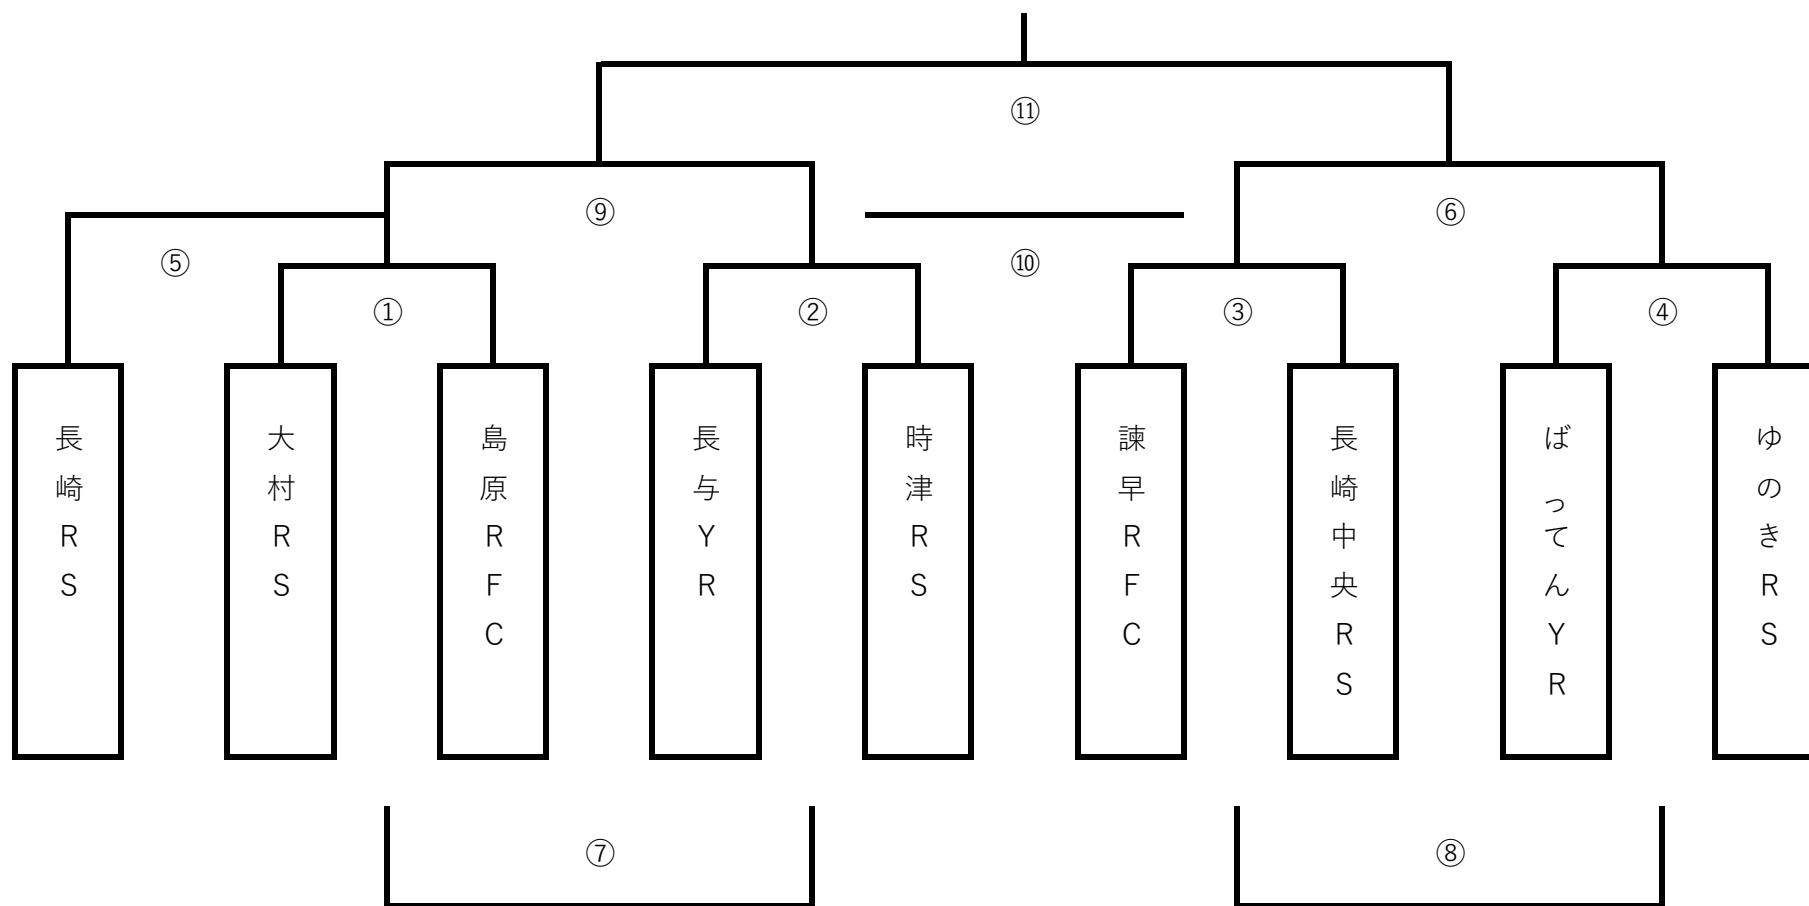 ⑪
⑨
⑥
⑤
⑩
①
②
③
④
長崎RS
大村RS
島原RFC
長与YR
時津RS
諫早RFC
長崎中央RS
ばってんYR
ゆのきRS
⑦
⑧